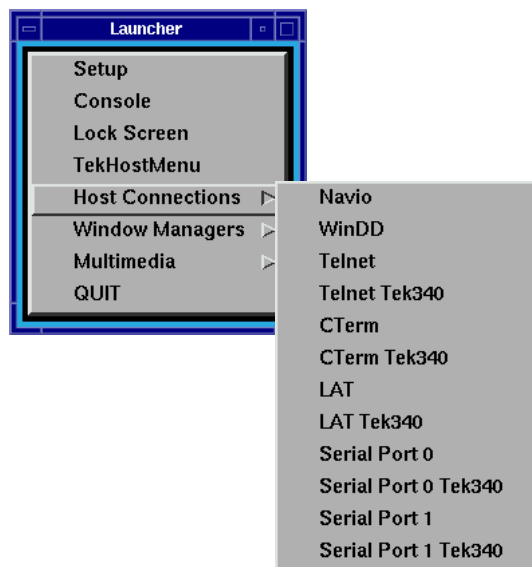 Launcher
Setup
Console
Lock Screen
TekHostMenu
Host Connections
Window Managers
Multimedia
QUIT
Navio
WinDD
Telnet
Telnet Tek340
CTerm
CTerm Tek340
LAT
LAT Tek340
Serial Port 0
Serial Port 0 Tek340
Serial Port 1
Serial Port 1 Tek340